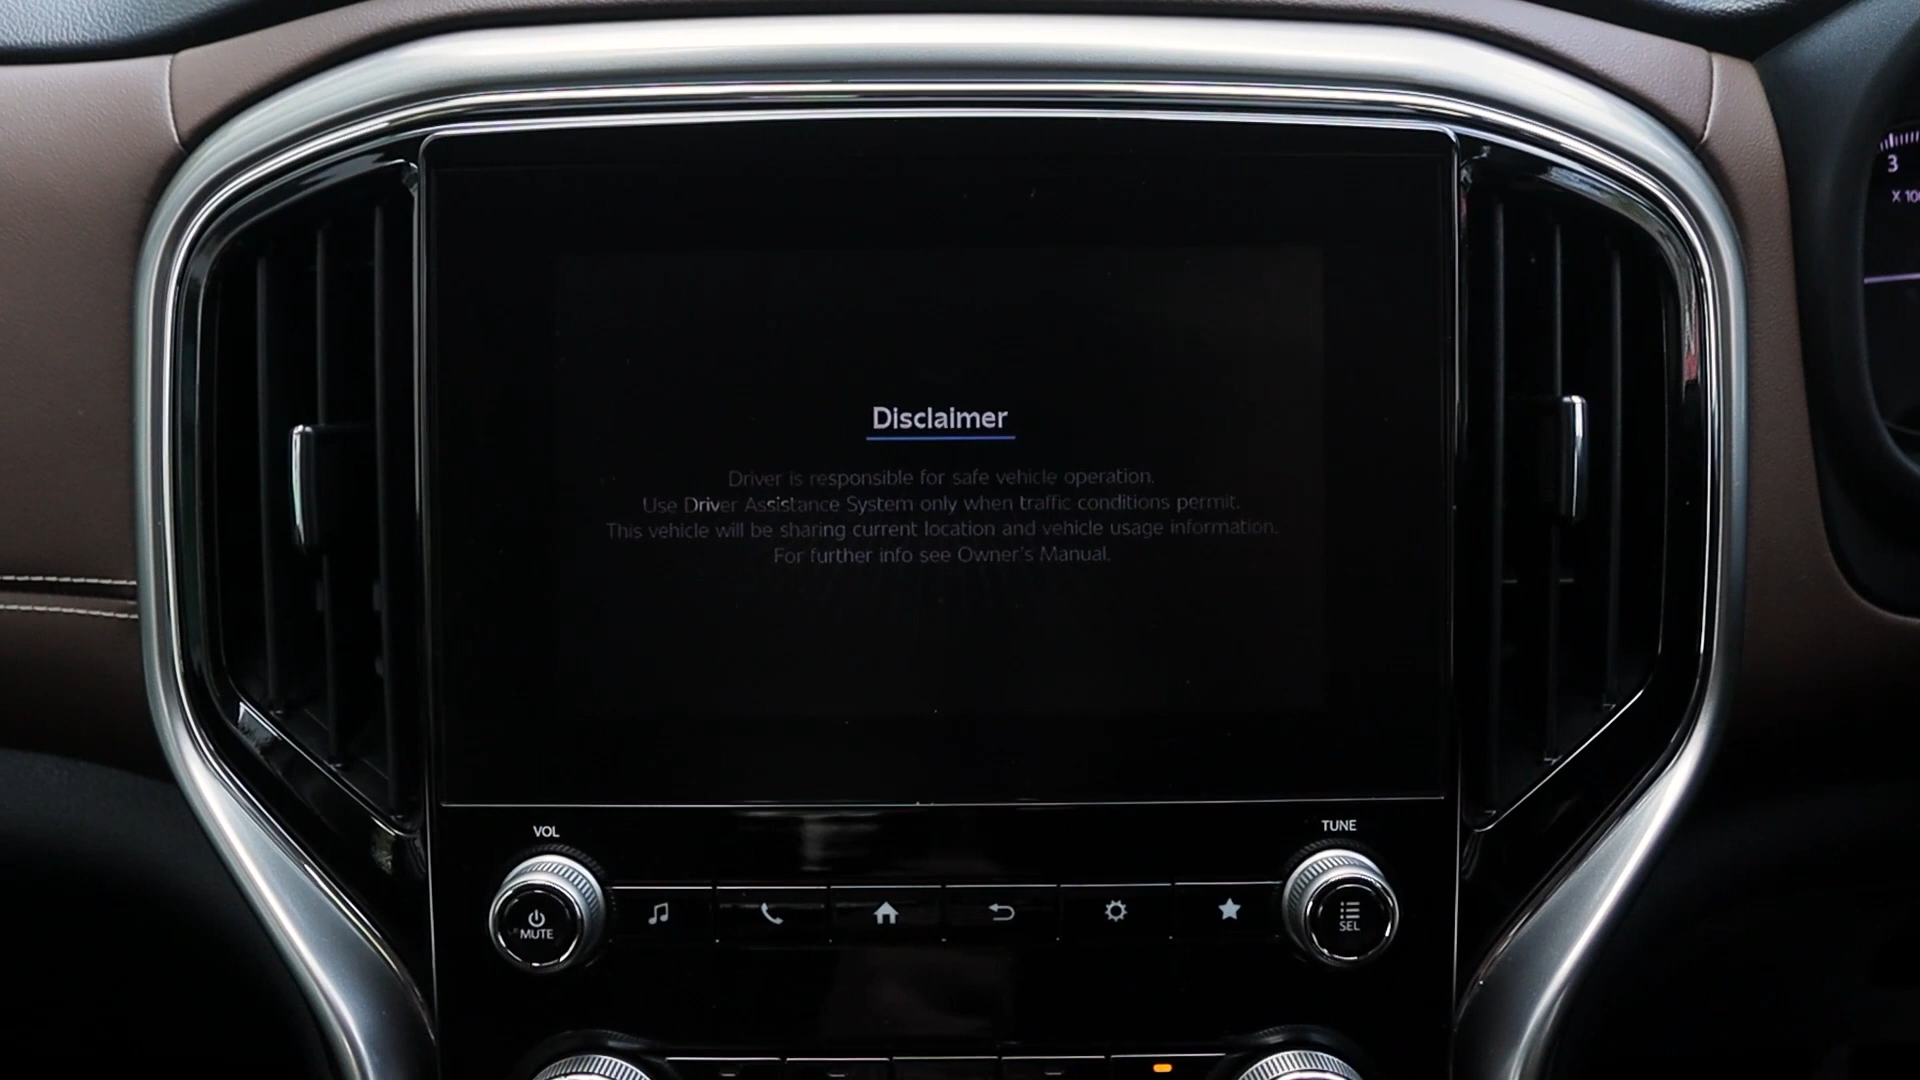 3
Disclaimer
Driver is responsible for safe vehicle operation.
Use Driver Assistance System only when traffic conditions permit.
This vehicle will be sharing current location and vehicle usage information.
For further info see Owner's Manual.
VOL
TUNE
MUTE
SEL